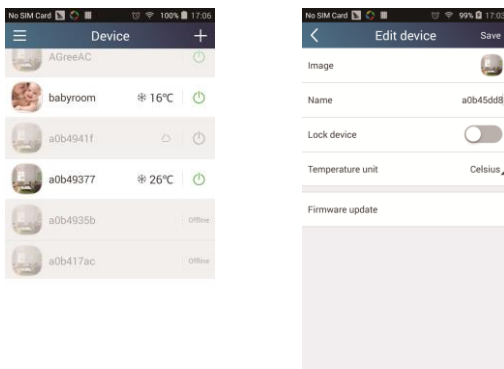 No SIM Card 100% 17:06
Device
AGreeAC
babyroom 16℃
a0b4941f
a0b49377 26℃
a0b4935b Offline
a0b417ac Offline
No SIM Card 99% 17:03
Edit device Save
Image
Name a0b45dd8
Lock device
Temperature unit Celsius
Firmware update